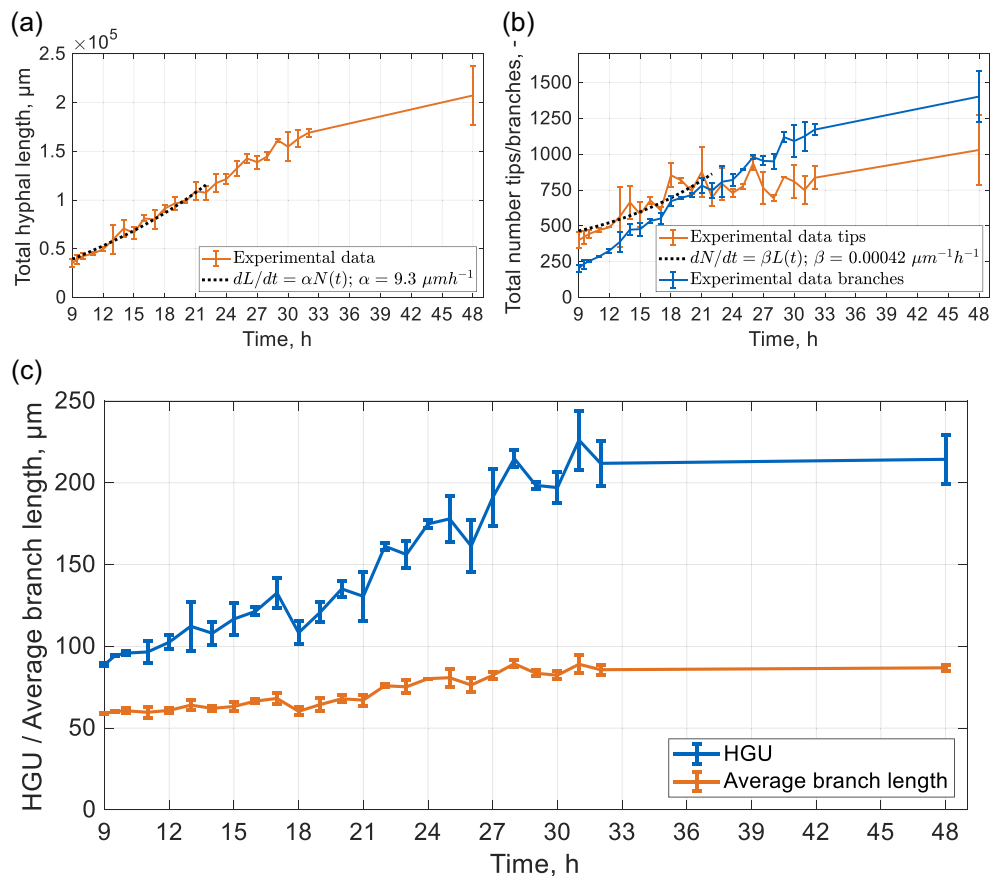 (a)
×10⁵
Total hyphal length, μm
2.5
2
1.5
1
0.5
0
9 12 15 18 21 24 27 30 33 36 39 42 45 48
Time, h
Experimental data
dL/dt = αN(t); α = 9.3 μmh⁻¹
(b)
Total number tips/branches, -
1500
1250
1000
750
500
250
0
9 12 15 18 21 24 27 30 33 36 39 42 45 48
Time, h
Experimental data tips
dN/dt = βL(t); β = 0.00042 μm⁻¹h⁻¹
Experimental data branches
(c)
HGU / Average branch length, μm
250
200
150
100
50
0
9 12 15 18 21 24 27 30 33 36 39 42 45 48
Time, h
HGU
Average branch length